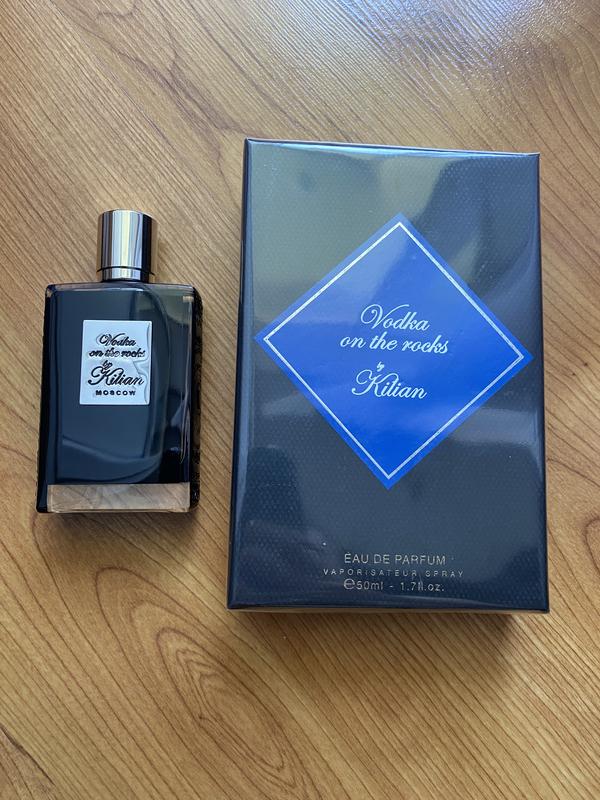 Vodka
on the rocks
by
Kilian
MOSCOW
Vodka
on the rocks
by
Kilian
EAU DE PARFUM
VAPORISATEUR SPRAY
℮50ml - 1.7fl.oz.